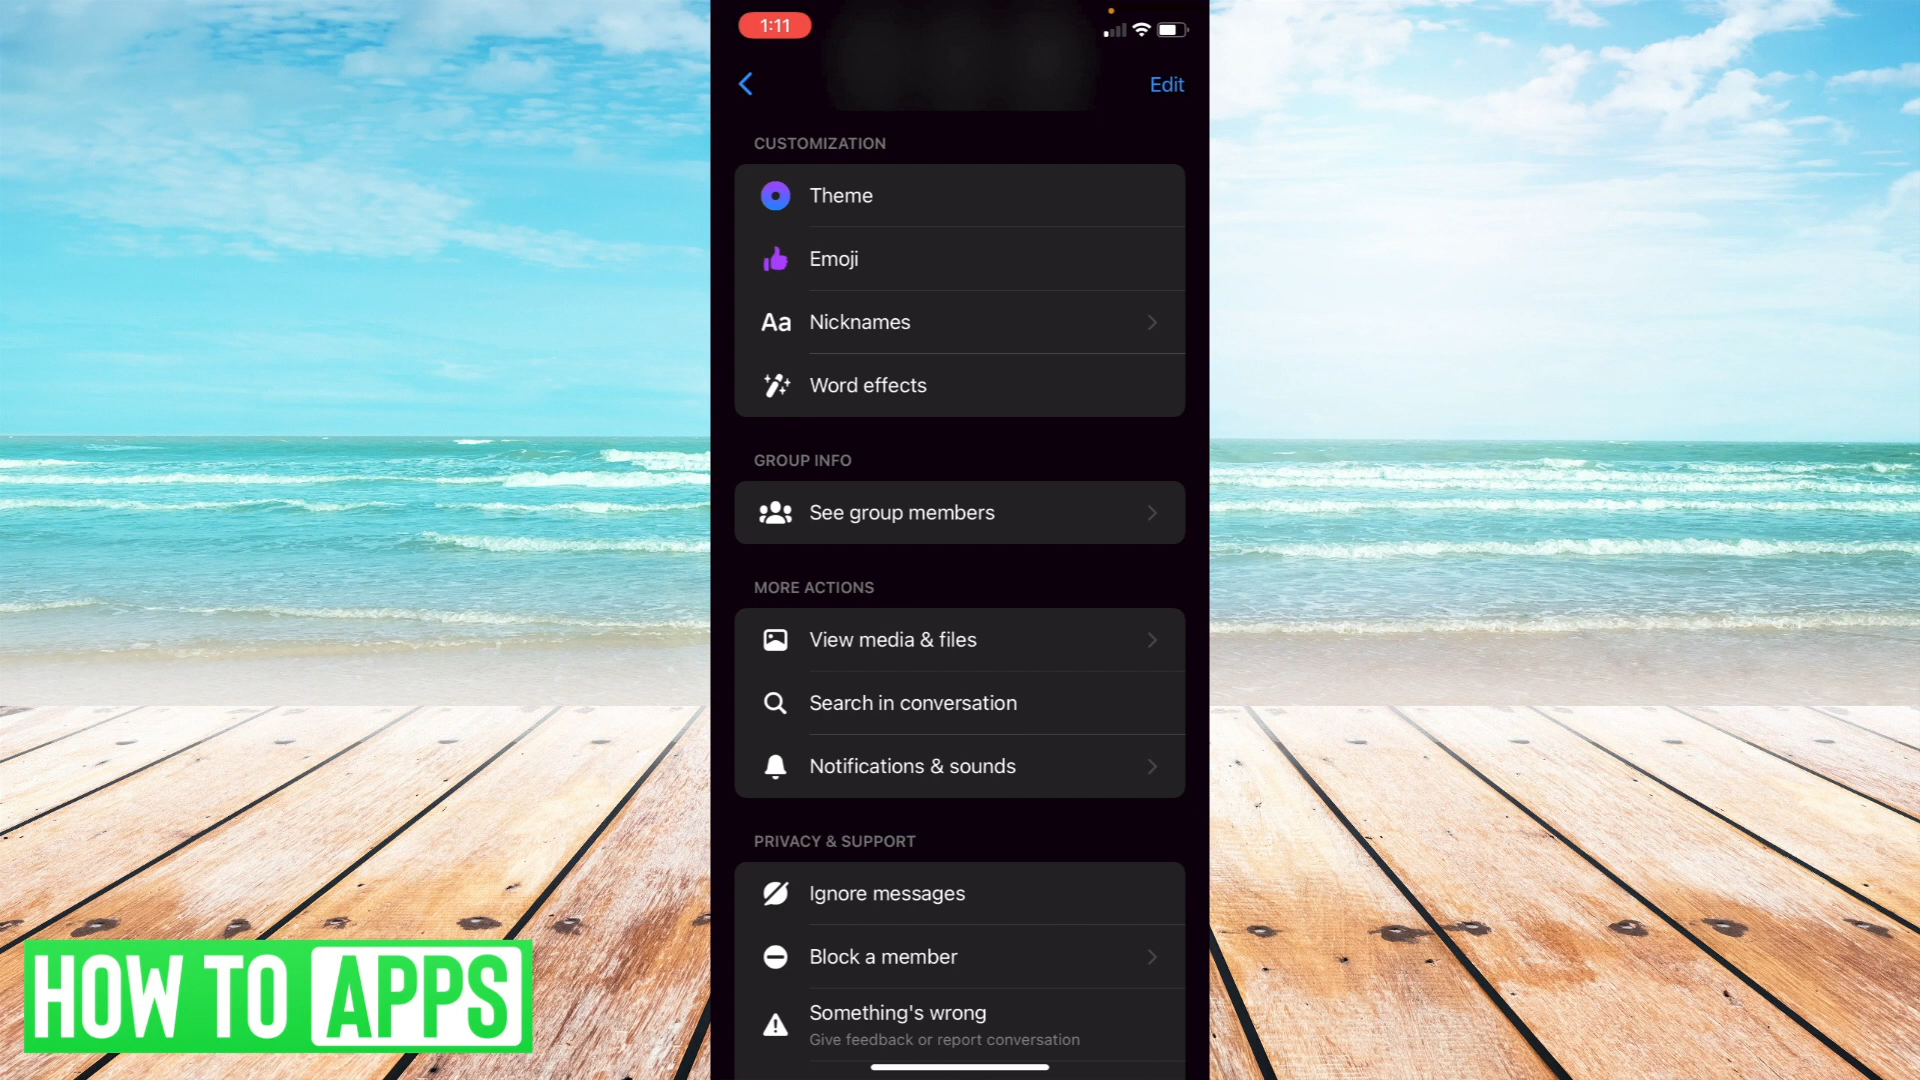 1:11
Edit
CUSTOMIZATION
Theme
Emoji
Aa Nicknames
Word effects
GROUP INFO
See group members
MORE ACTIONS
View media & files
Search in conversation
Notifications & sounds
PRIVACY & SUPPORT
Ignore messages
Block a member
Something's wrong
Give feedback or report conversation
HOW TO APPS